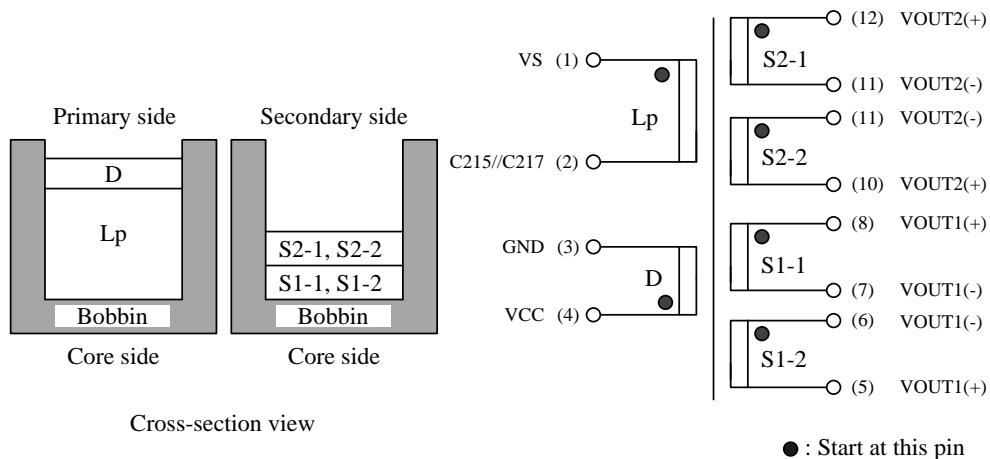 Primary side
D
Lp
Bobbin
Core side
Secondary side
S2-1, S2-2
S1-1, S1-2
Bobbin
Core side
Cross-section view
VS (1)
Lp
C215//C217 (2)
GND (3)
D
VCC (4)
(12) VOUT2(+)
S2-1
(11) VOUT2(-)
(11) VOUT2(-)
S2-2
(10) VOUT2(+)
(8) VOUT1(+)
S1-1
(7) VOUT1(-)
(6) VOUT1(-)
S1-2
(5) VOUT1(+)
: Start at this pin